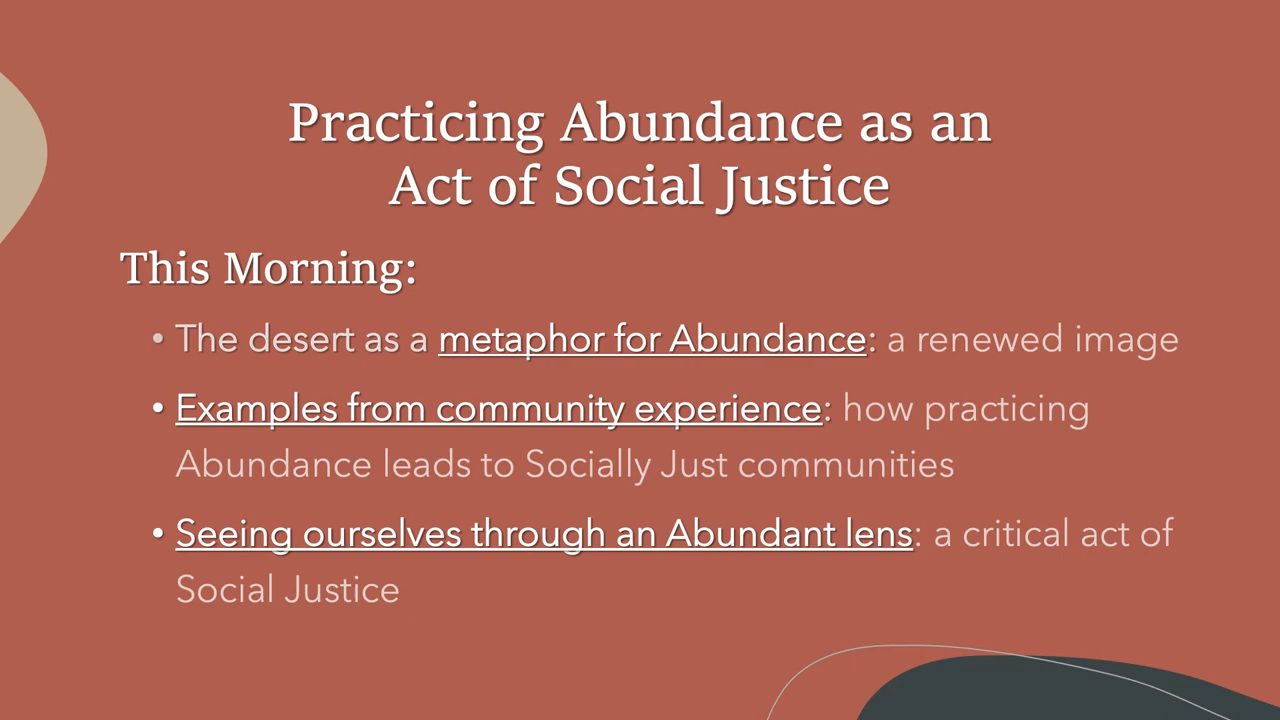 Practicing Abundance as an
Act of Social Justice
This Morning:
• The desert as a metaphor for Abundance: a renewed image
• Examples from community experience: how practicing
Abundance leads to Socially Just communities
• Seeing ourselves through an Abundant lens: a critical act of
Social Justice